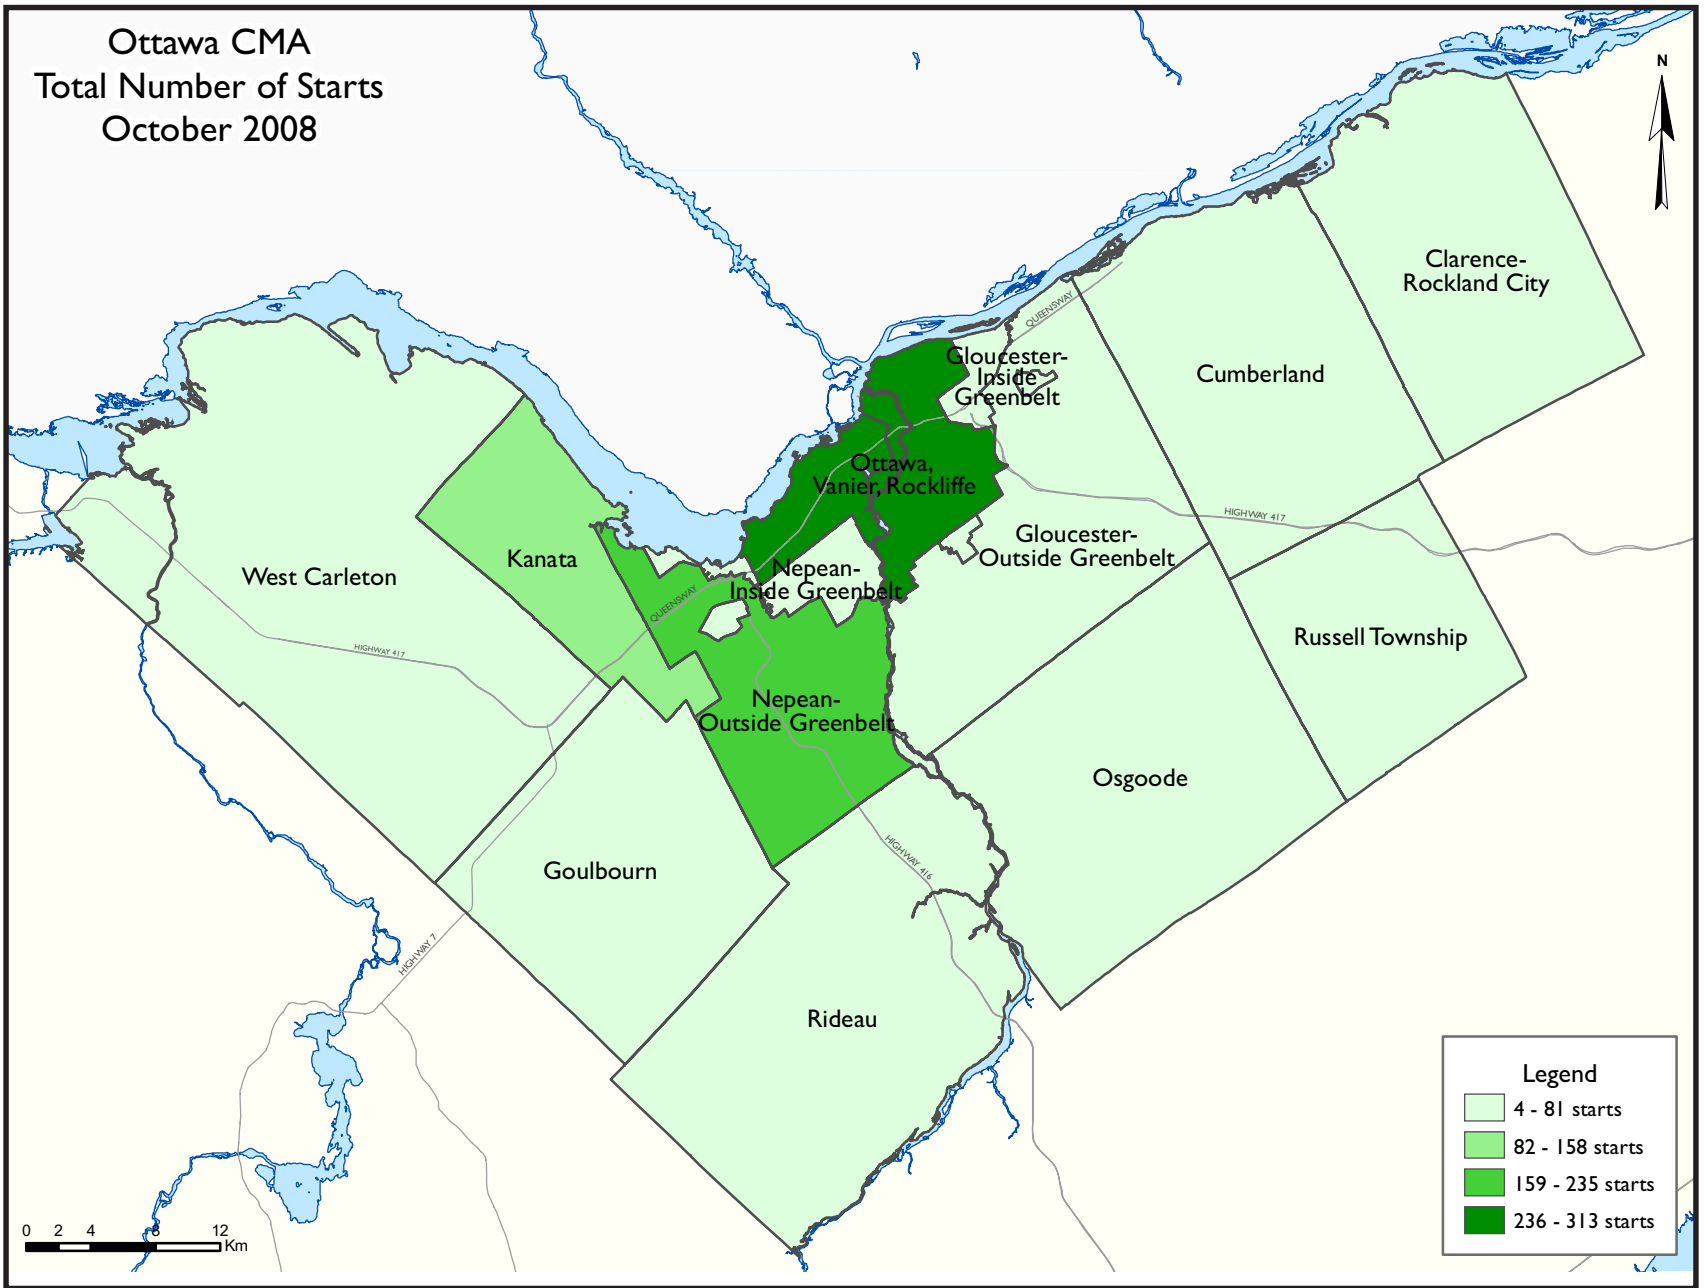 Ottawa CMA
Total Number of Starts
October 2008
N
Clarence-
Rockland City
QUEENSWAY
Gloucester-
Inside
Greenbelt
Cumberland
Ottawa,
Vanier, Rockliffe
HIGHWAY 417
Gloucester-
Outside Greenbelt
Kanata
West Carleton
Nepean-
Inside Greenbelt
QUEENSWAY
Russell Township
HIGHWAY 417
Nepean-
Outside Greenbelt
Osgoode
Goulbourn
HIGHWAY 416
HIGHWAY 7
Rideau
Legend
4 - 81 starts
82 - 158 starts
159 - 235 starts
236 - 313 starts
0 2 4 8 12
Km